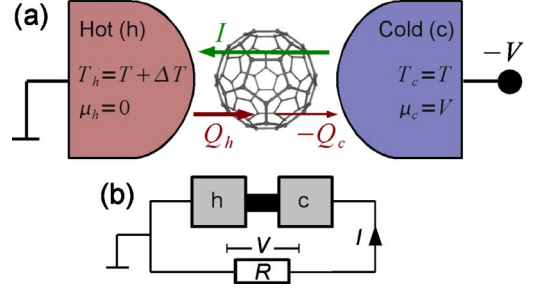 (a)
Hot (h)
I
Cold (c)
−V
T_h=T+ΔT
T_c=T
μ_h=0
μ_c=V
Q_h
−Q_c
(b)
h
c
V
I
R